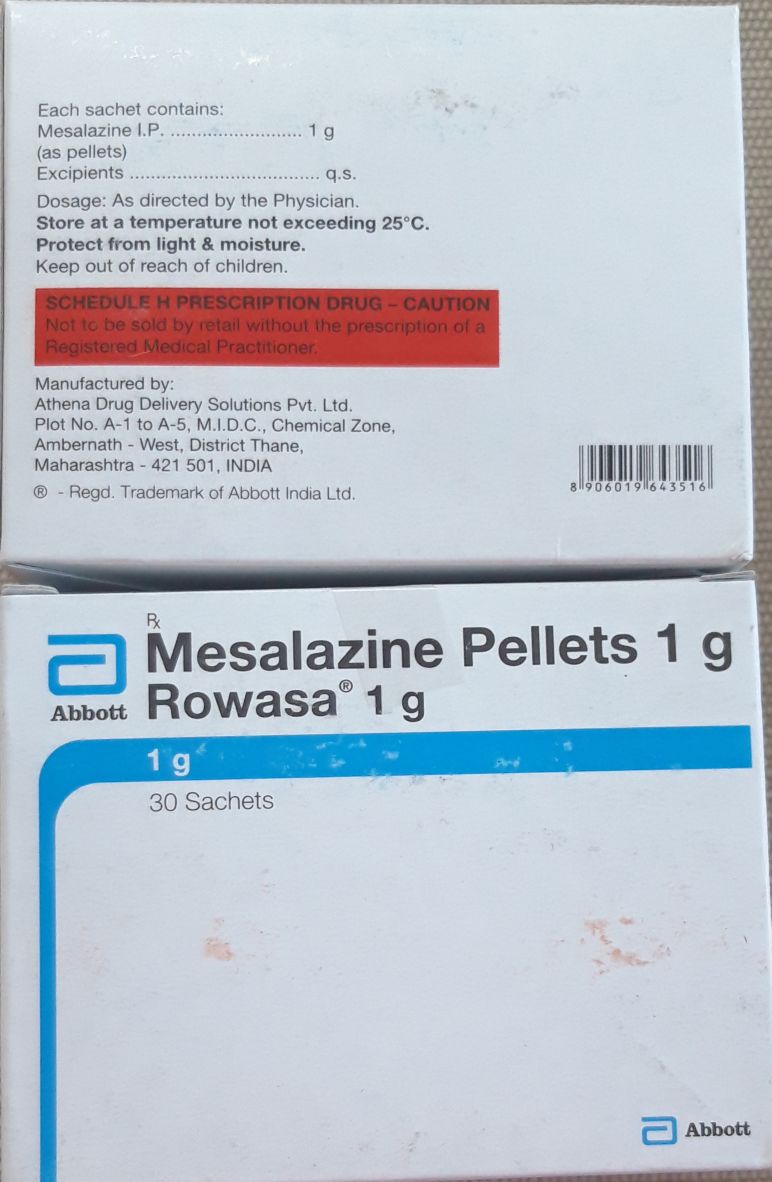 Each sachet contains:
Mesalazine I.P. ......................... 1 g
(as pellets)
Excipients .................................... q.s.
Dosage: As directed by the Physician.
Store at a temperature not exceeding 25°C.
Protect from light & moisture.
Keep out of reach of children.
SCHEDULE H PRESCRIPTION DRUG – CAUTION
Not to be sold by retail without the prescription of a
Registered Medical Practitioner.
Manufactured by:
Athena Drug Delivery Solutions Pvt. Ltd.
Plot No. A-1 to A-5, M.I.D.C., Chemical Zone,
Ambernath - West, District Thane,
Maharashtra - 421 501, INDIA
® - Regd. Trademark of Abbott India Ltd.
8 906019 643516
Rx
Mesalazine Pellets 1 g
Rowasa® 1 g
Abbott
1 g
30 Sachets
Abbott